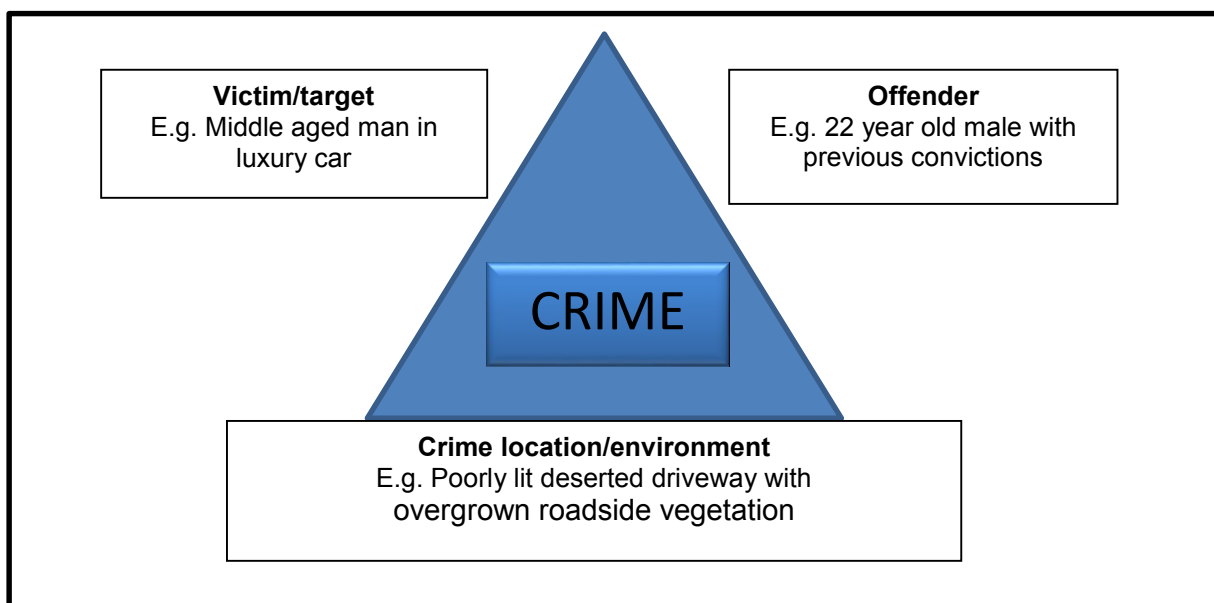 Victim/target
E.g. Middle aged man in
luxury car
Offender
E.g. 22 year old male with
previous convictions
CRIME
Crime location/environment
E.g. Poorly lit deserted driveway with
overgrown roadside vegetation